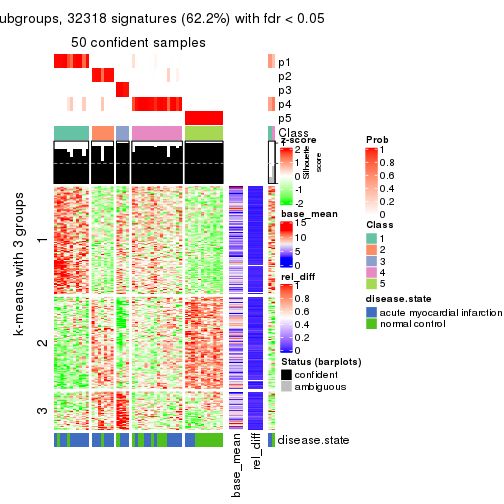 ubgroups, 32318 signatures (62.2%) with fdr < 0.05
50 confident samples
p1
p2
p3
p4
p5
Class
Silhouette
score
z-score
2
1
0
-1
-2
base_mean
15
10
5
0
rel_diff
1
0.8
0.6
0.4
0.2
0
Status (barplots)
confident
ambiguous
Prob
1
0.8
0.6
0.4
0.2
0
Class
1
2
3
4
5
disease.state
acute myocardial infarction
normal control
k-means with 3 groups
1
2
3
disease.state
base_mean
rel_diff